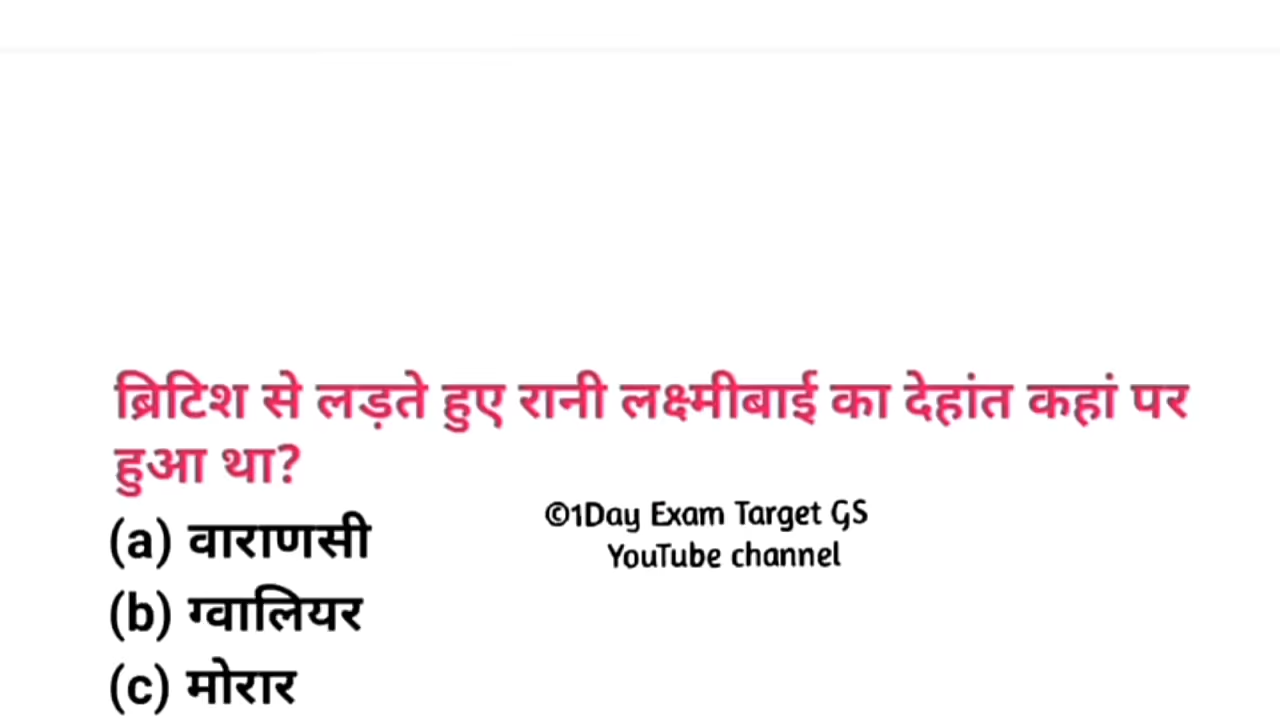 ब्रिटिश से लड़ते हुए रानी लक्ष्मीबाई का देहांत कहां पर
हुआ था?
©1Day Exam Target GS
YouTube channel
(a) वाराणसी
(b) ग्वालियर
(c) मोरार